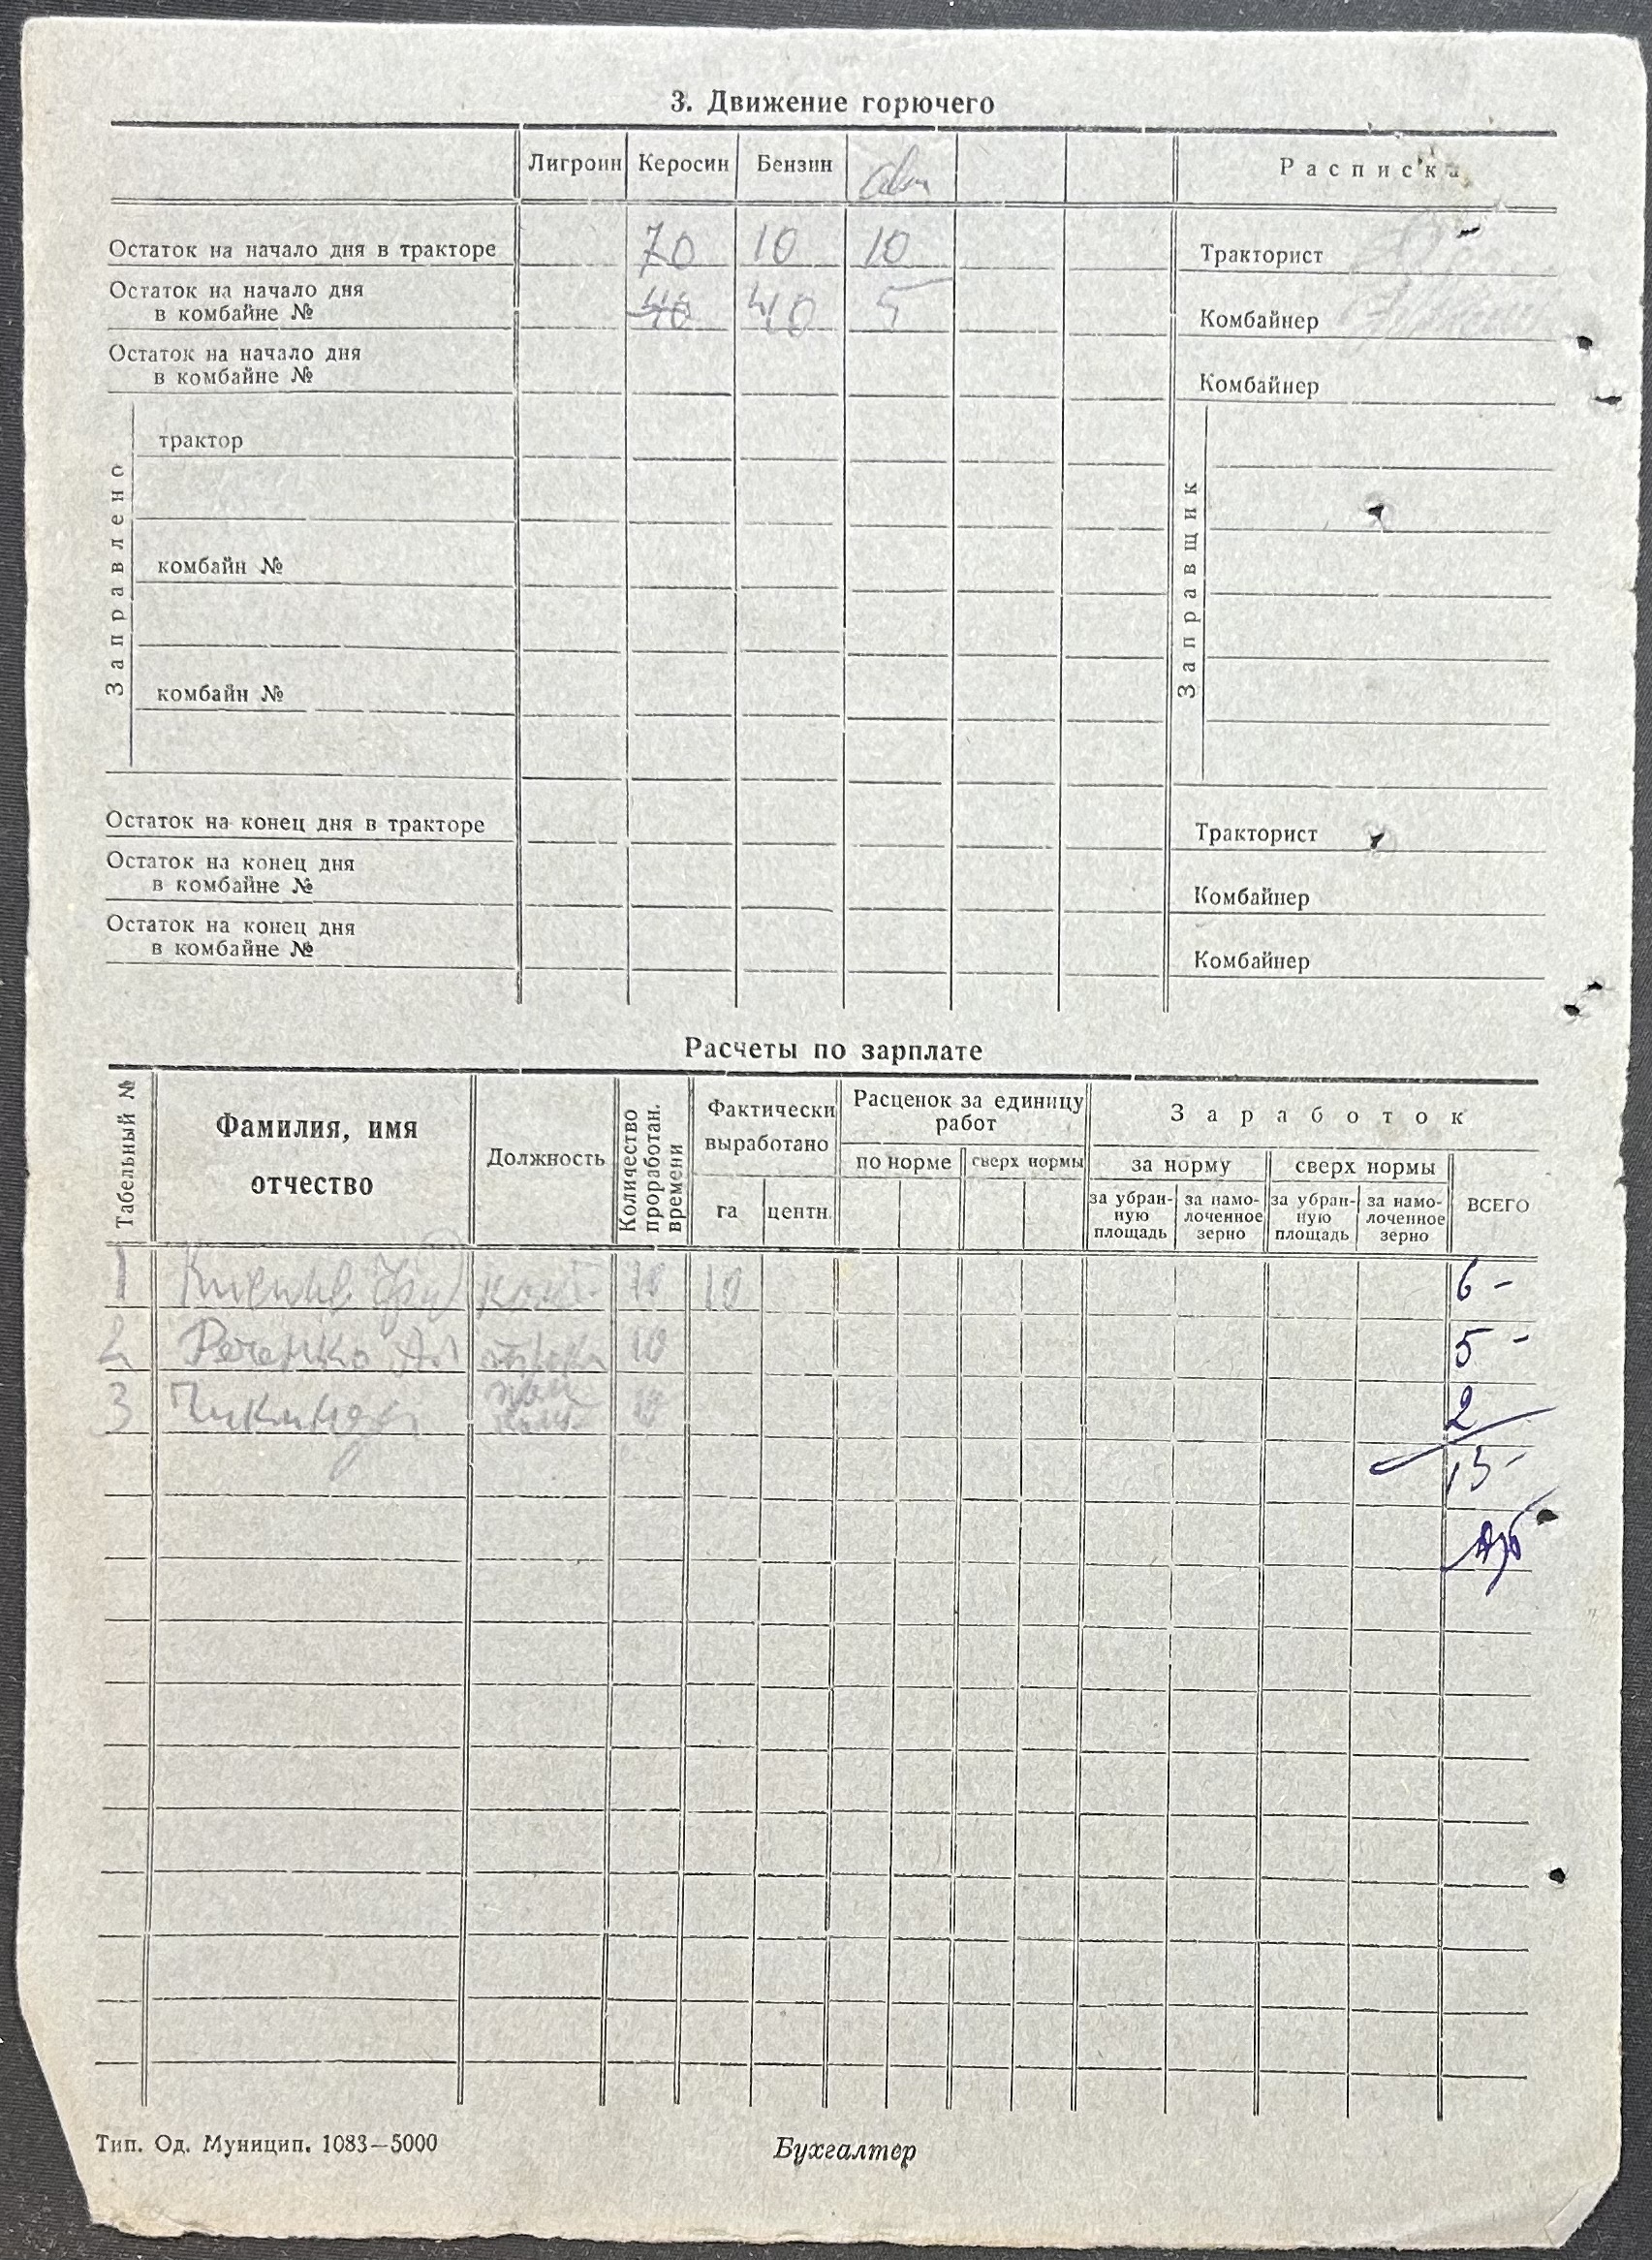 3. Движение горючего
Лигроин Керосин Бензин Расписка
Остаток на начало дня в тракторе 70 10 10 Тракторист
Остаток на начало дня
в комбайне № 40 40 5 Комбайнер
Остаток на начало дня
в комбайне № Комбайнер
Заправлено
трактор
комбайн №
комбайн №
Заправщик
Остаток на конец дня в тракторе Тракторист
Остаток на конец дня
в комбайне № Комбайнер
Остаток на конец дня
в комбайне № Комбайнер
Расчеты по зарплате
Табельный №
Фамилия, имя
отчество
Должность
Количество
проработан.
времени
Фактически
выработано
га центн.
Расценок за единицу
работ
по норме сверх нормы
Заработок
за норму сверх нормы
за убран-
ную
площадь
за намо-
лоченное
зерно
за убран-
ную
площадь
за намо-
лоченное
зерно
ВСЕГО
1 10 10 6 -
2 10 5 -
3 10 2
13 -
Тип. Од. Муницип. 1083—5000 Бухгалтер